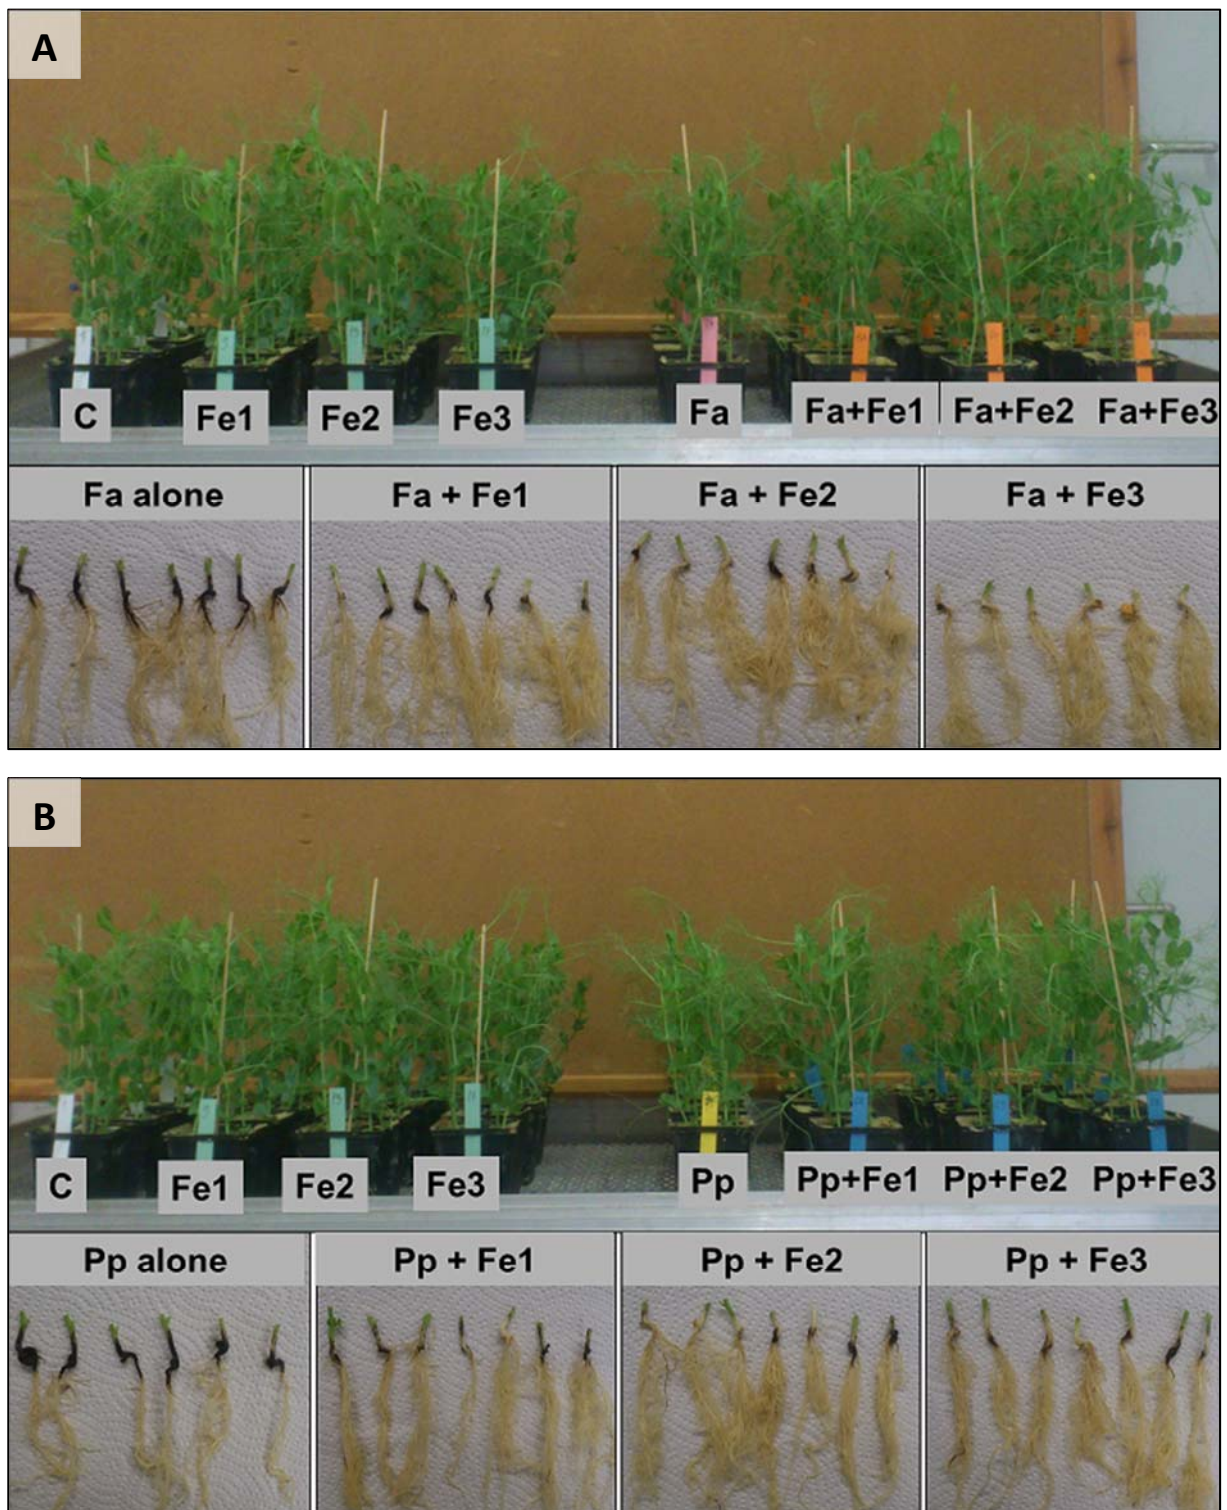 A
C Fe1 Fe2 Fe3 Fa Fa+Fe1 Fa+Fe2 Fa+Fe3
Fa alone Fa + Fe1 Fa + Fe2 Fa + Fe3
B
C Fe1 Fe2 Fe3 Pp Pp+Fe1 Pp+Fe2 Pp+Fe3
Pp alone Pp + Fe1 Pp + Fe2 Pp + Fe3